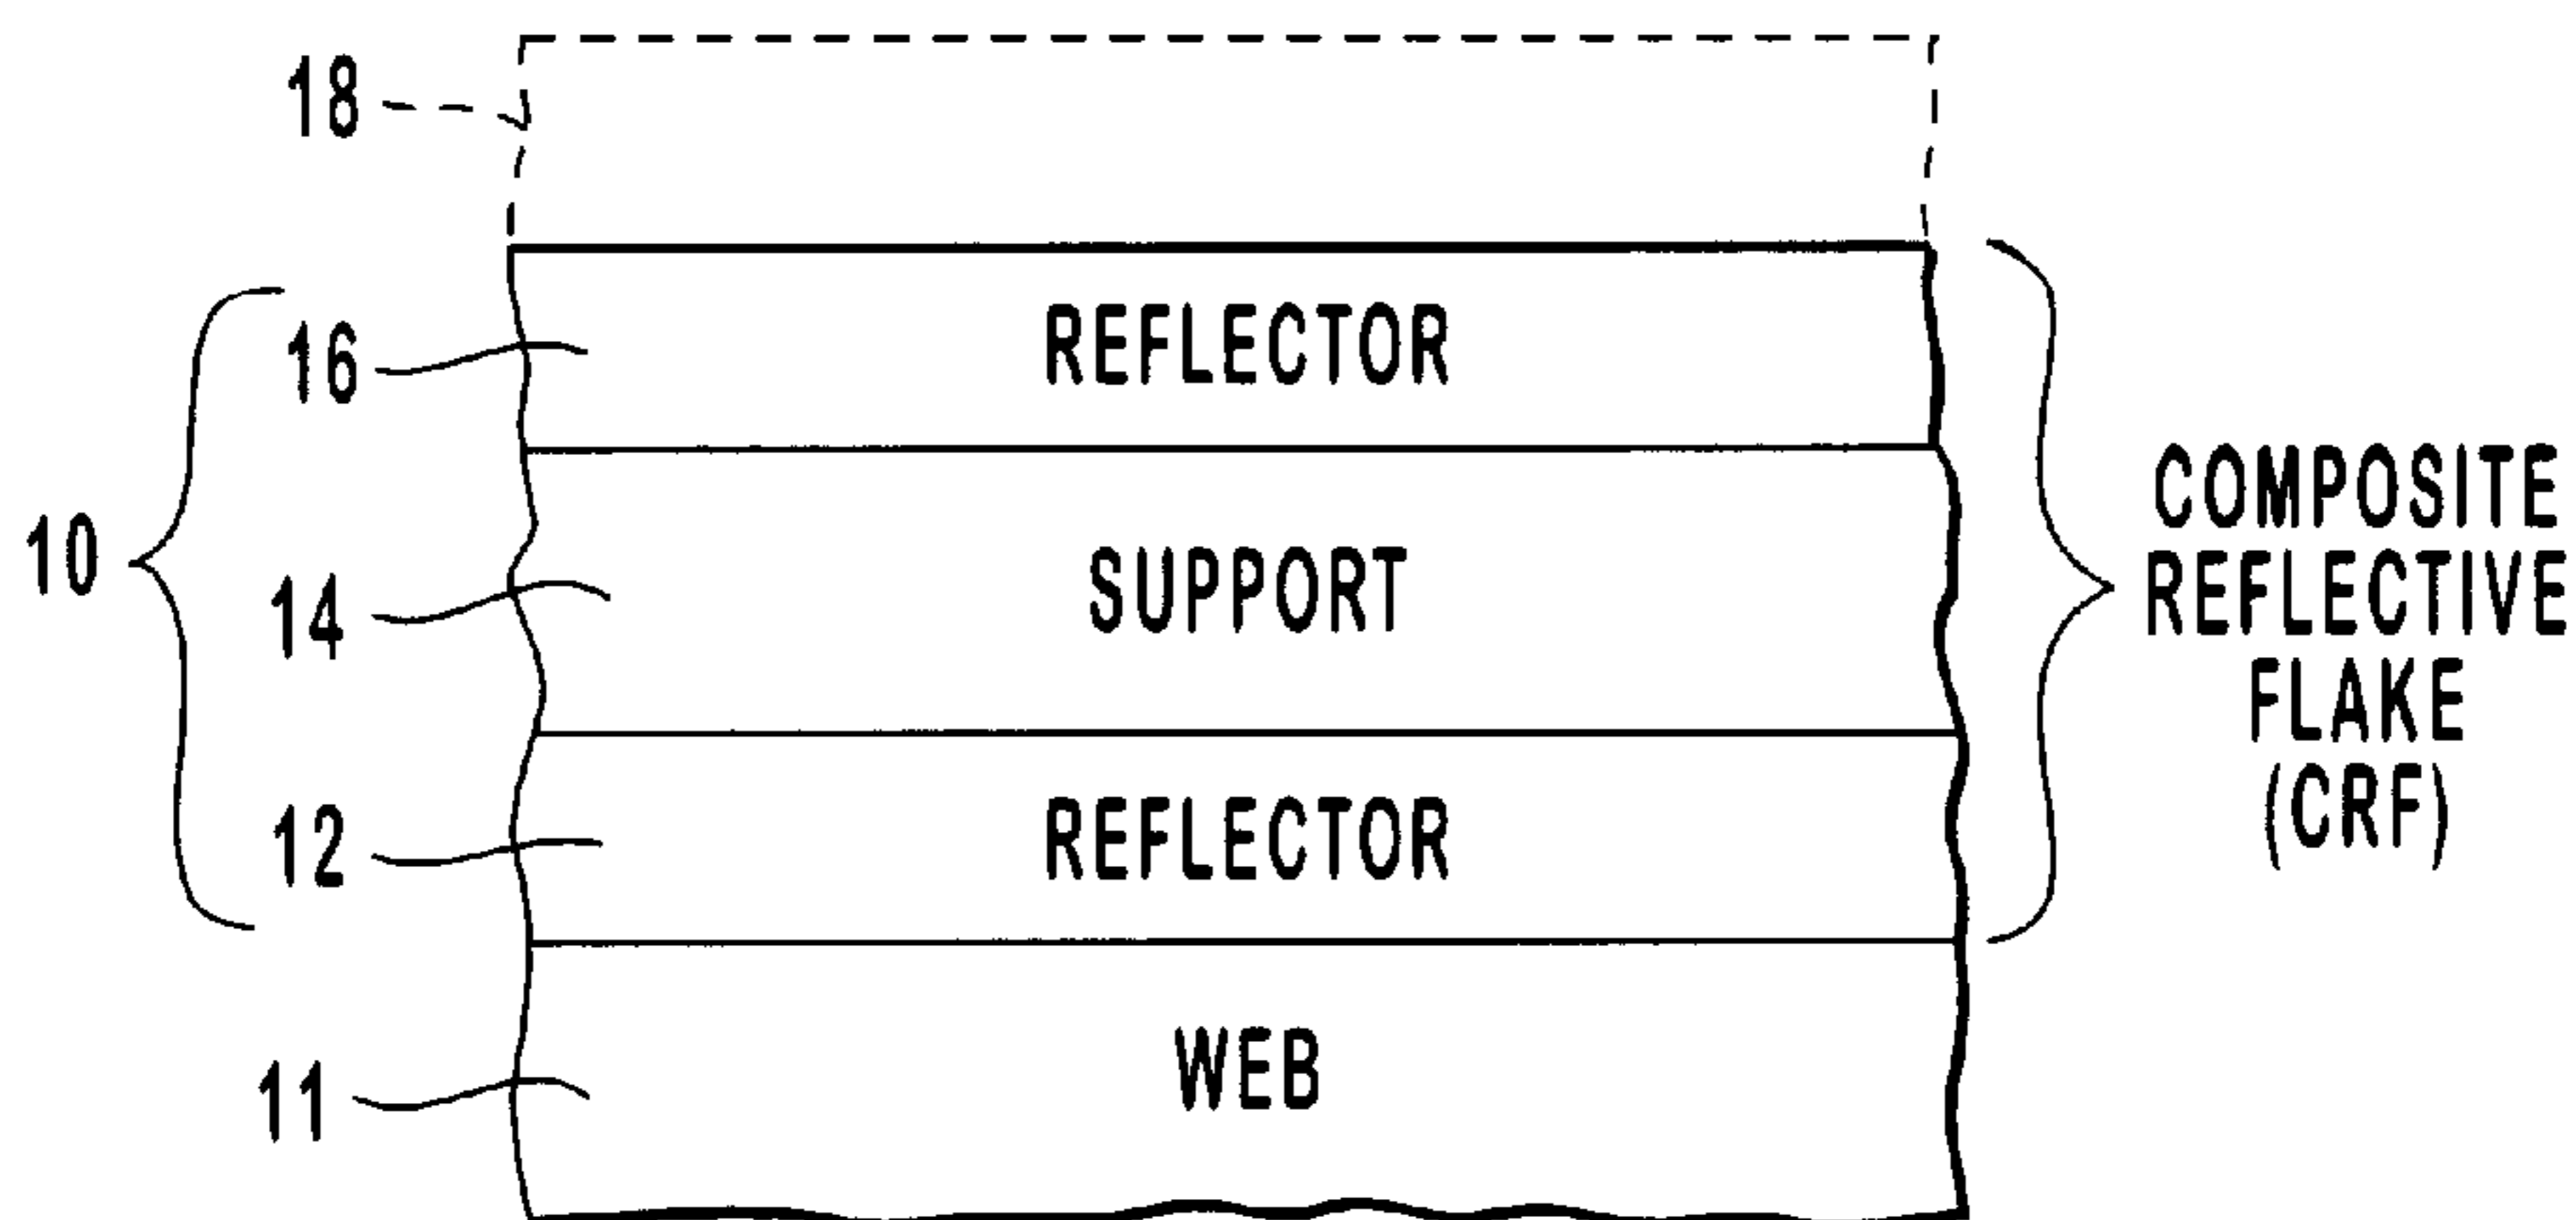 18
16 REFLECTOR
10
14 SUPPORT
12 REFLECTOR
11 WEB
COMPOSITE
REFLECTIVE
FLAKE
(CRF)